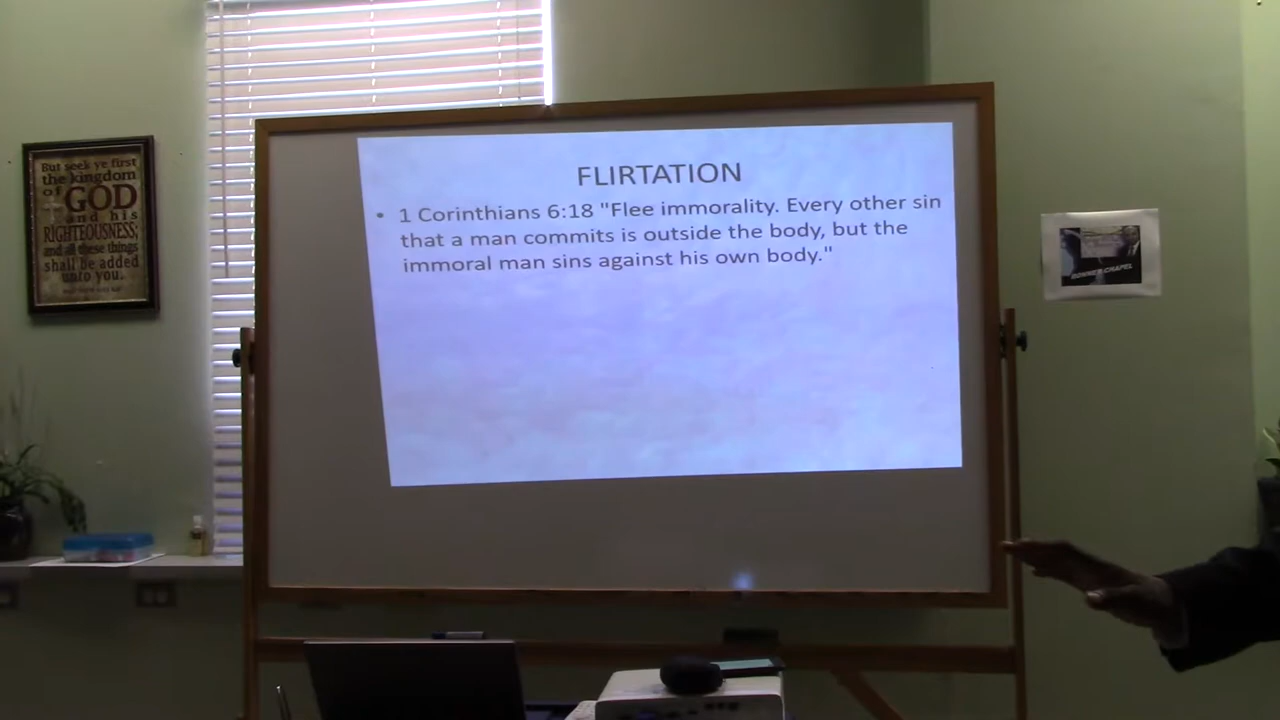 But seek ye first
the kingdom
of GOD
and his
RIGHTEOUSNESS;
and all these things
shall be added
unto you.
FLIRTATION
• 1 Corinthians 6:18 "Flee immorality. Every other sin
that a man commits is outside the body, but the
immoral man sins against his own body."
CHAPEL